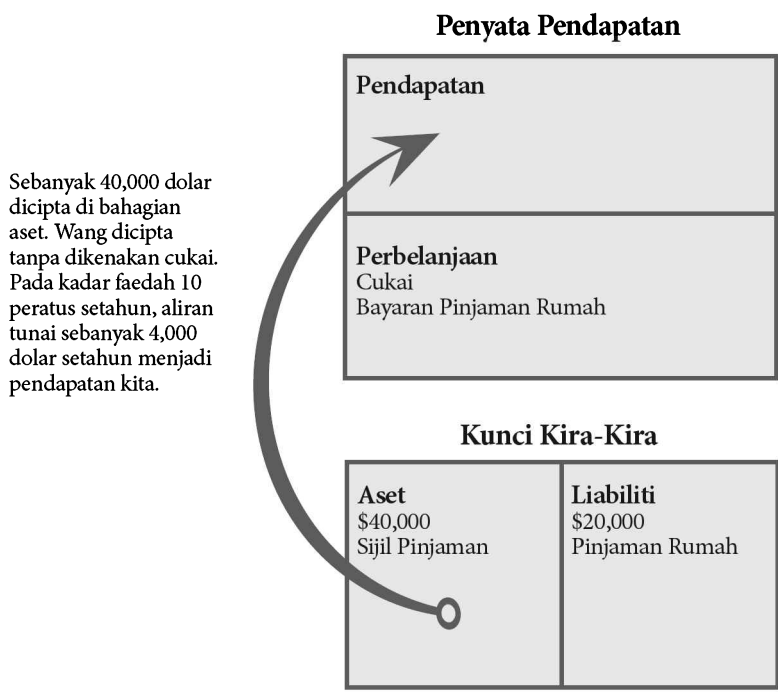 Penyata Pendapatan
Pendapatan
Sebanyak 40,000 dolar
dicipta di bahagian
aset. Wang dicipta
tanpa dikenakan cukai.
Pada kadar faedah 10
peratus setahun, aliran
tunai sebanyak 4,000
dolar setahun menjadi
pendapatan kita.
Perbelanjaan
Cukai
Bayaran Pinjaman Rumah
Kunci Kira-Kira
Aset
$40,000
Sijil Pinjaman
Liabiliti
$20,000
Pinjaman Rumah